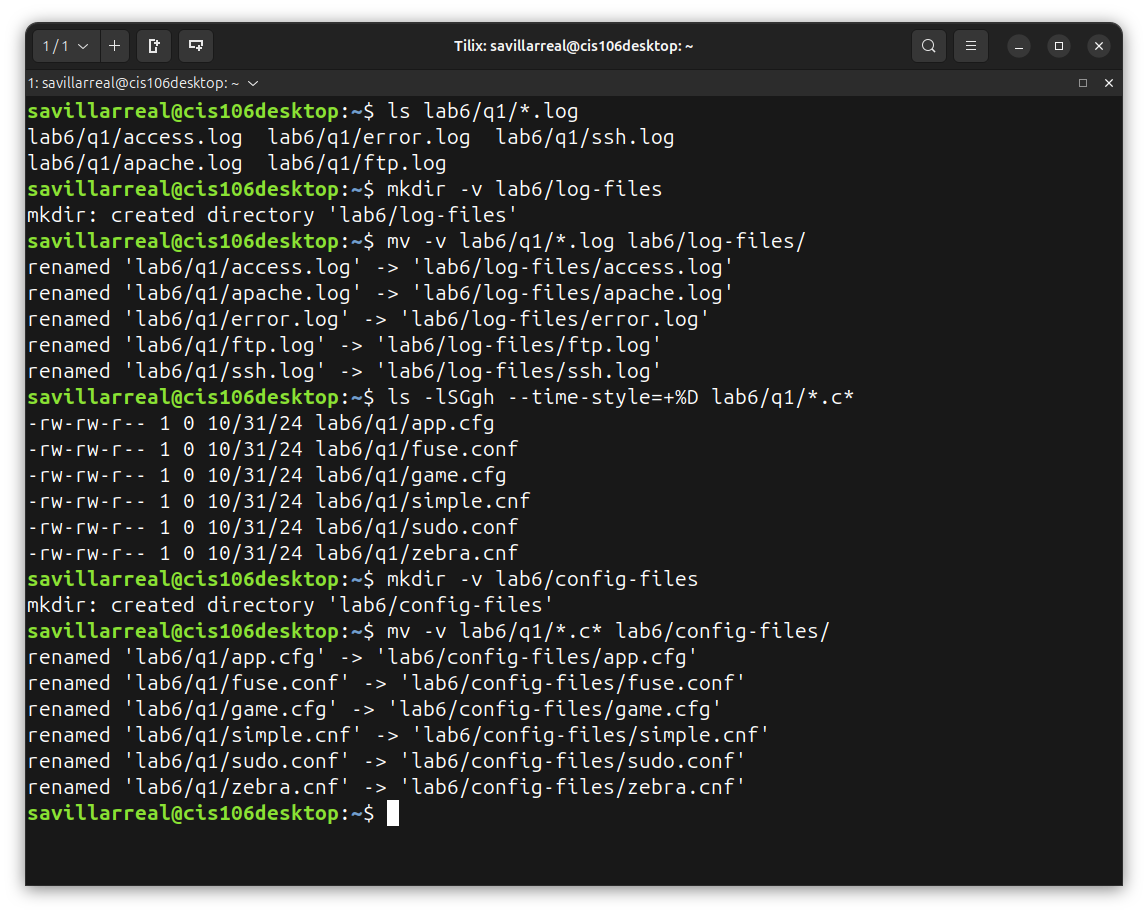 1 / 1
Tilix: savillarreal@cis106desktop: ~
1: savillarreal@cis106desktop: ~
savillarreal@cis106desktop:~$ ls lab6/q1/*.log
lab6/q1/access.log  lab6/q1/error.log  lab6/q1/ssh.log
lab6/q1/apache.log  lab6/q1/ftp.log
savillarreal@cis106desktop:~$ mkdir -v lab6/log-files
mkdir: created directory 'lab6/log-files'
savillarreal@cis106desktop:~$ mv -v lab6/q1/*.log lab6/log-files/
renamed 'lab6/q1/access.log' -> 'lab6/log-files/access.log'
renamed 'lab6/q1/apache.log' -> 'lab6/log-files/apache.log'
renamed 'lab6/q1/error.log' -> 'lab6/log-files/error.log'
renamed 'lab6/q1/ftp.log' -> 'lab6/log-files/ftp.log'
renamed 'lab6/q1/ssh.log' -> 'lab6/log-files/ssh.log'
savillarreal@cis106desktop:~$ ls -lSGgh --time-style=+%D lab6/q1/*.c*
-rw-rw-r-- 1 0 10/31/24 lab6/q1/app.cfg
-rw-rw-r-- 1 0 10/31/24 lab6/q1/fuse.conf
-rw-rw-r-- 1 0 10/31/24 lab6/q1/game.cfg
-rw-rw-r-- 1 0 10/31/24 lab6/q1/simple.cnf
-rw-rw-r-- 1 0 10/31/24 lab6/q1/sudo.conf
-rw-rw-r-- 1 0 10/31/24 lab6/q1/zebra.cnf
savillarreal@cis106desktop:~$ mkdir -v lab6/config-files
mkdir: created directory 'lab6/config-files'
savillarreal@cis106desktop:~$ mv -v lab6/q1/*.c* lab6/config-files/
renamed 'lab6/q1/app.cfg' -> 'lab6/config-files/app.cfg'
renamed 'lab6/q1/fuse.conf' -> 'lab6/config-files/fuse.conf'
renamed 'lab6/q1/game.cfg' -> 'lab6/config-files/game.cfg'
renamed 'lab6/q1/simple.cnf' -> 'lab6/config-files/simple.cnf'
renamed 'lab6/q1/sudo.conf' -> 'lab6/config-files/sudo.conf'
renamed 'lab6/q1/zebra.cnf' -> 'lab6/config-files/zebra.cnf'
savillarreal@cis106desktop:~$